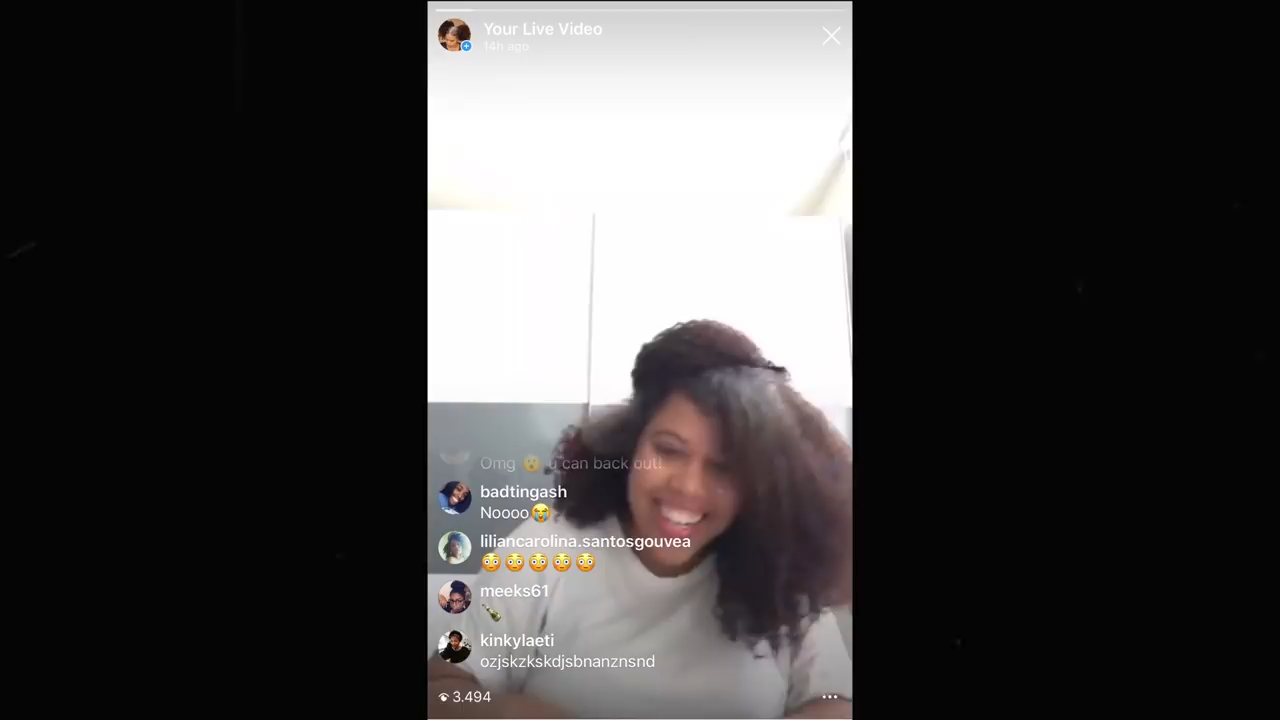 Your Live Video
14h ago
Omg 😯 u can back out!
badtingash
Noooo😭
liliancarolina.santosgouvea
😳😳😳😳😳
meeks61
🍾
kinkylaeti
ozjskzkskdjsbnanznsnd
3.494